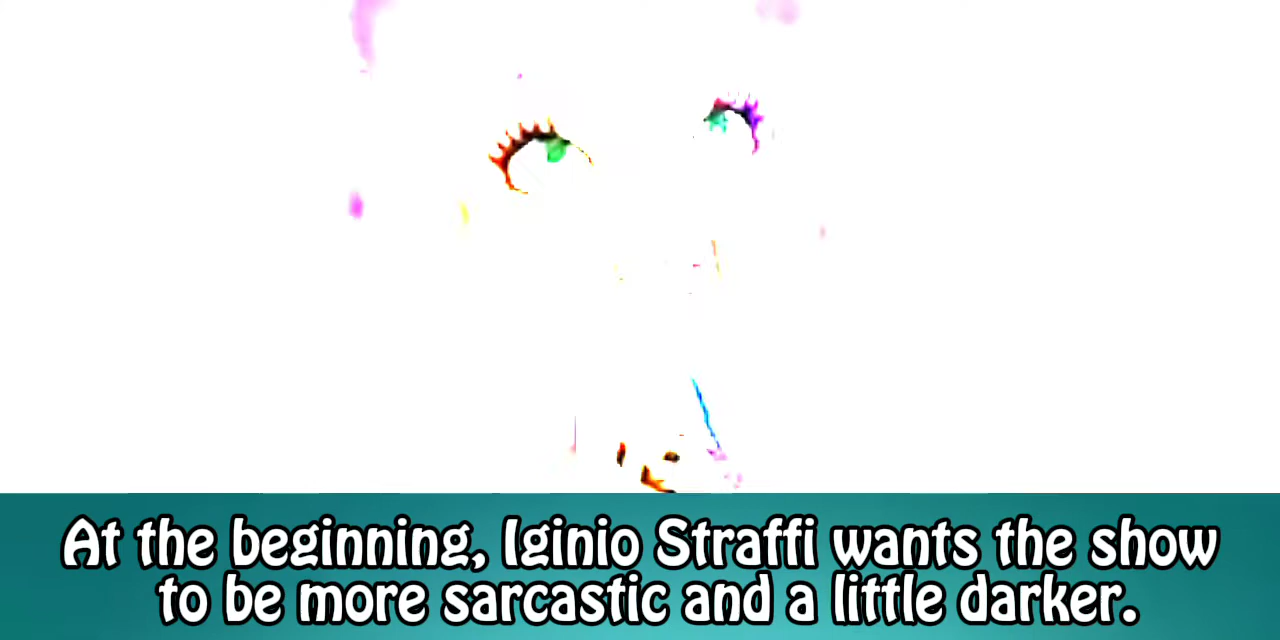 At the beginning, Iginio Straffi wants the show
to be more sarcastic and a little darker.